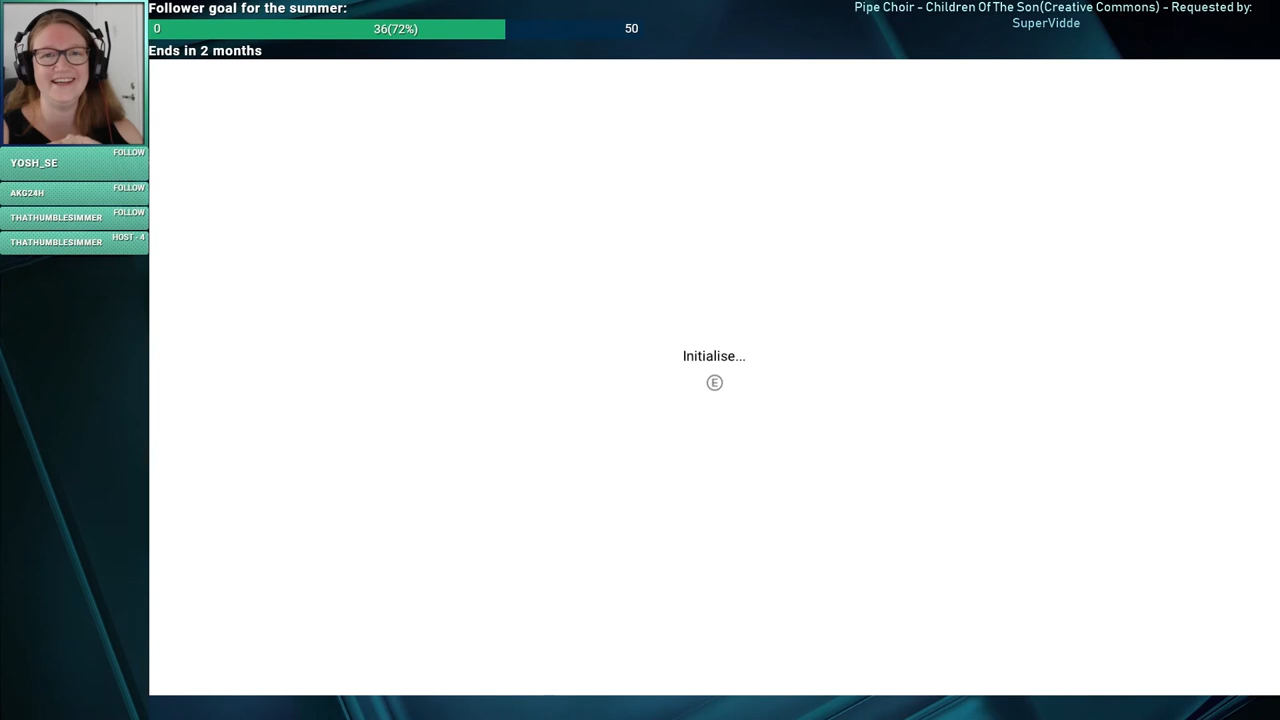 Follower goal for the summer:
0 36(72%) 50
Ends in 2 months
Pipe Choir - Children Of The Son(Creative Commons) - Requested by:
SuperVidde
YOSH_SE FOLLOW
AKG24H FOLLOW
THATHUMBLESIMMER FOLLOW
THATHUMBLESIMMER HOST - 4
Initialise...
E